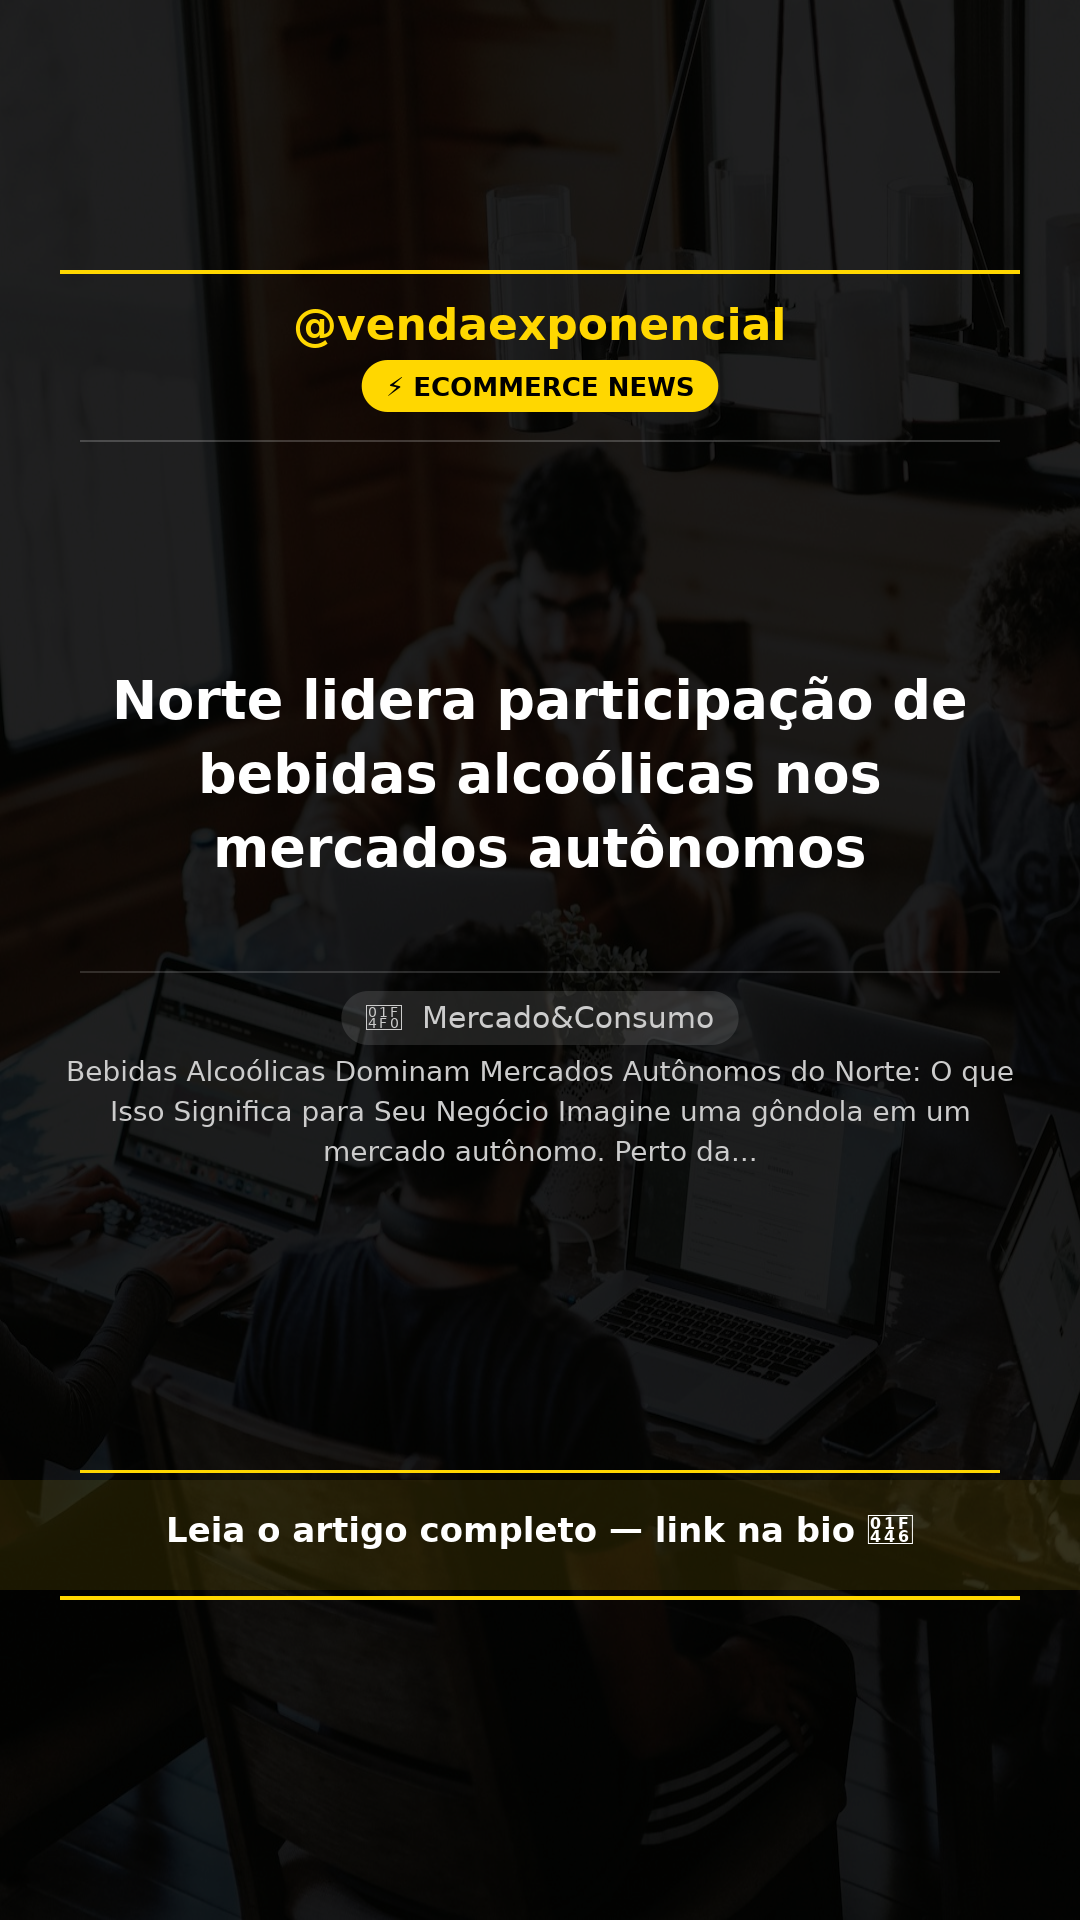 @vendaexponencial
⚡ ECOMMERCE NEWS
Norte lidera participação de
bebidas alcoólicas nos
mercados autônomos
📰 Mercado&Consumo
Bebidas Alcoólicas Dominam Mercados Autônomos do Norte: O que
Isso Significa para Seu Negócio Imagine uma gôndola em um
mercado autônomo. Perto da...
Leia o artigo completo — link na bio 👆